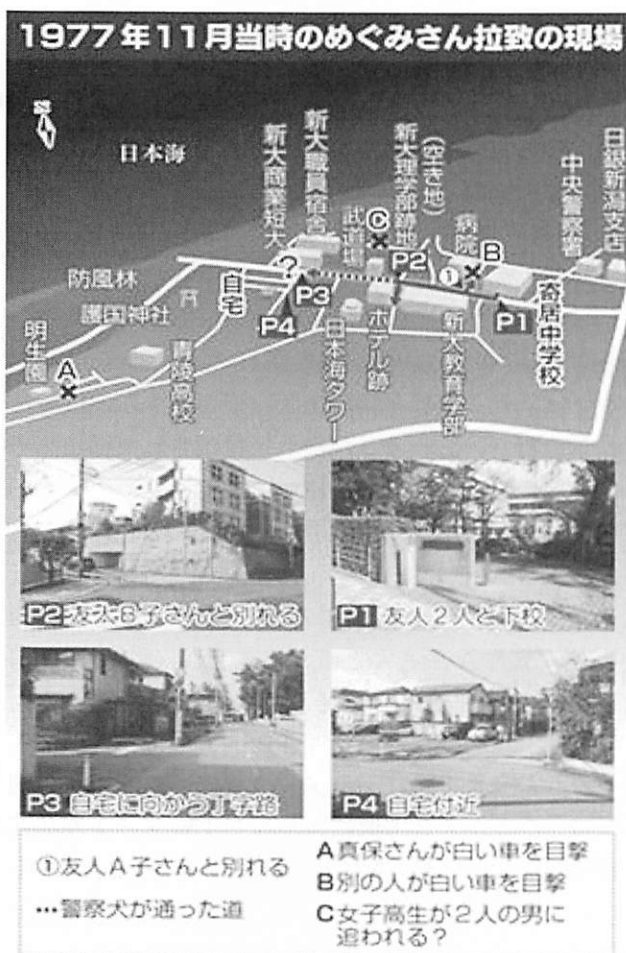 1977年11月当時のめぐみさん拉致の現場
日本海
新大商業短大
新大職員宿舎
武道場
C
新大理学部跡地
(空き地)
病院
B
中央警察署
日銀新潟支店
防風林
護国神社
自宅
?
P3
P4
P2
①
P1
寄居中学校
明生園
A
青陵高校
日本海タワー
ホテル跡
新大教育学部
P2 友人B子さんと別れる
P1 友人2人と下校
P3 自宅に向かう丁字路
P4 自宅付近
①友人A子さんと別れる
…警察犬が通った道
A真保さんが白い車を目撃
B別の人が白い車を目撃
C女子高生が2人の男に
追われる?